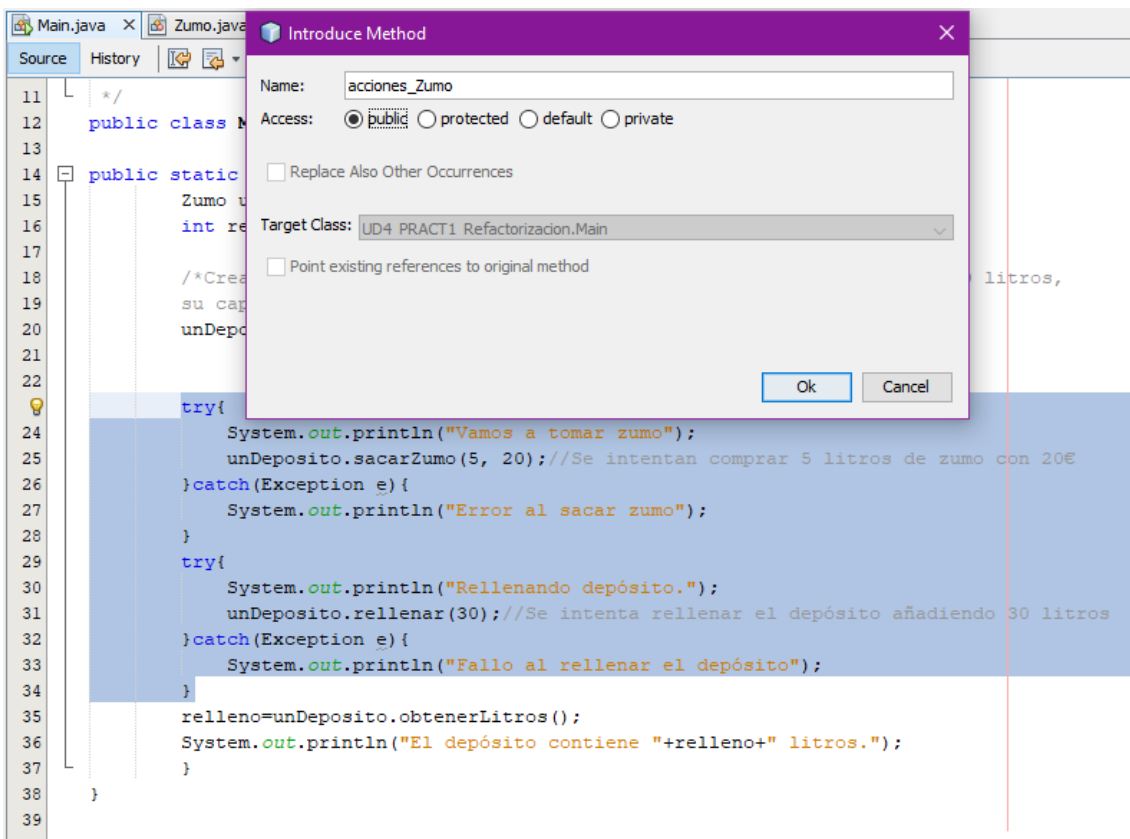 Main.java
Zumo.java
Introduce Method
Source History
Name: acciones_Zumo
Access: public protected default private
Replace Also Other Occurrences
Target Class: UD4 PRACT1 Refactorizacion.Main
Point existing references to original method
Ok Cancel
11 */
12 public class
13
14 public static
15 Zumo
16 int re
17
18 /*Crea litros,
19 su cap
20 unDepo
21
22
try{
24 System.out.println("Vamos a tomar zumo");
25 unDeposito.sacarZumo(5, 20);//Se intentan comprar 5 litros de zumo con 20€
26 }catch(Exception e){
27 System.out.println("Error al sacar zumo");
28 }
29 try{
30 System.out.println("Rellenando depósito.");
31 unDeposito.rellenar(30);//Se intenta rellenar el depósito añadiendo 30 litros
32 }catch(Exception e){
33 System.out.println("Fallo al rellenar el depósito");
34 }
35 relleno=unDeposito.obtenerLitros();
36 System.out.println("El depósito contiene "+relleno+" litros.");
37 }
38 }
39